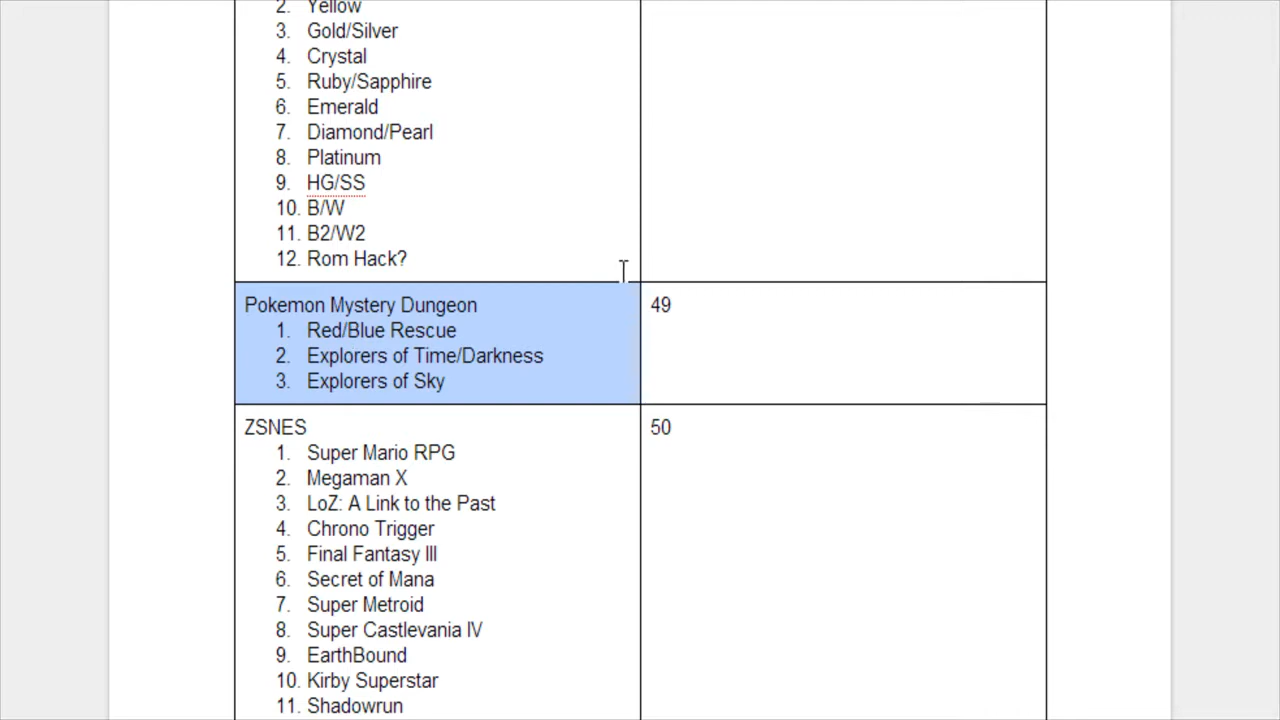 2. Yellow
3. Gold/Silver
4. Crystal
5. Ruby/Sapphire
6. Emerald
7. Diamond/Pearl
8. Platinum
9. HG/SS
10. B/W
11. B2/W2
12. Rom Hack?
Pokemon Mystery Dungeon
1. Red/Blue Rescue
2. Explorers of Time/Darkness
3. Explorers of Sky
49
ZSNES
1. Super Mario RPG
2. Megaman X
3. LoZ: A Link to the Past
4. Chrono Trigger
5. Final Fantasy III
6. Secret of Mana
7. Super Metroid
8. Super Castlevania IV
9. EarthBound
10. Kirby Superstar
11. Shadowrun
50